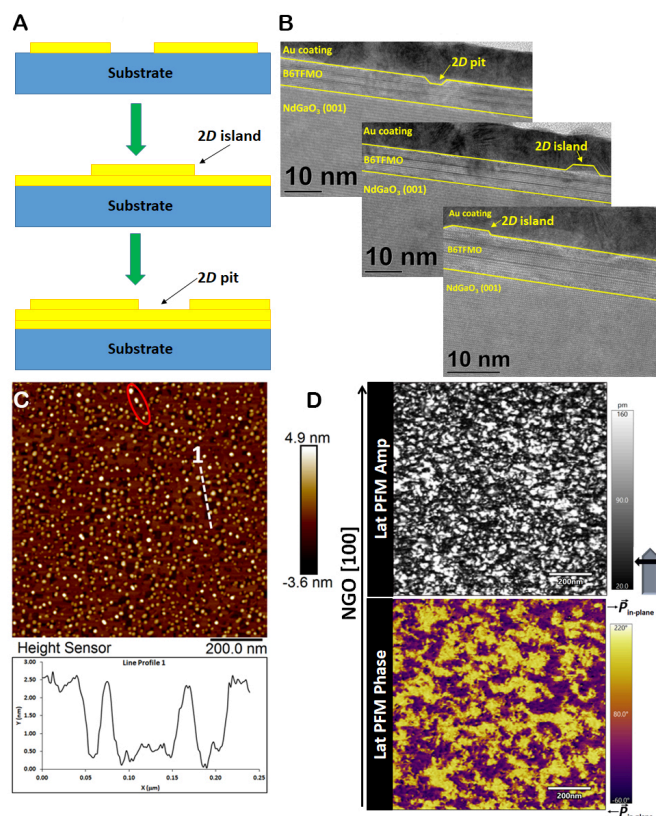 A
Substrate
2D island
Substrate
2D pit
Substrate
B
Au coating
2D pit
B6TFMO
NdGaO₃ (001)
10 nm
Au coating
2D island
B6TFMO
NdGaO₃ (001)
10 nm
Au coating
2D island
B6TFMO
NdGaO₃ (001)
10 nm
C
1
4.9 nm
-3.6 nm
Height Sensor
200.0 nm
Line Profile 1
Y (nm)
3.00
2.50
2.00
1.50
1.00
0.50
0.00
0.00
0.05
0.10
0.15
0.20
0.25
X (µm)
D
NGO [100]
Lat PFM Amp
200nm
pm
160
90.0
20.0
Lat PFM Phase
200nm
P in-plane
220°
80.0°
-60.0°
P in-plane